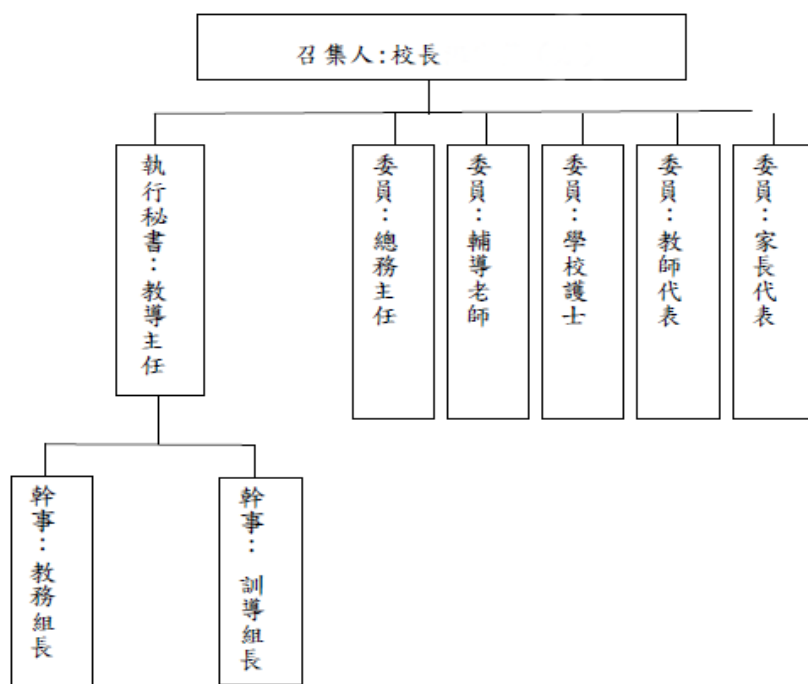 召集人:校長
執行秘書：教導主任
委員：總務主任
委員：輔導老師
委員：學校護士
委員：教師代表
委員：家長代表
幹事：教務組長
幹事： 訓導組長